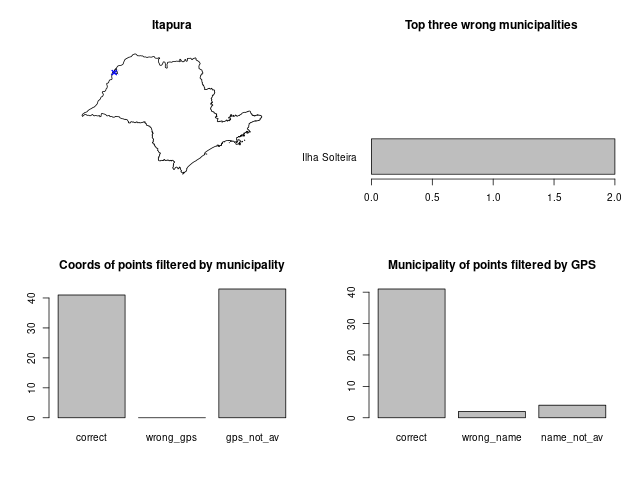 Itapura
Top three wrong municipalities
Ilha Solteira
0.0 0.5 1.0 1.5 2.0
Coords of points filtered by municipality
40
30
20
10
0
correct wrong_gps gps_not_av
Municipality of points filtered by GPS
40
30
20
10
0
correct wrong_name name_not_av